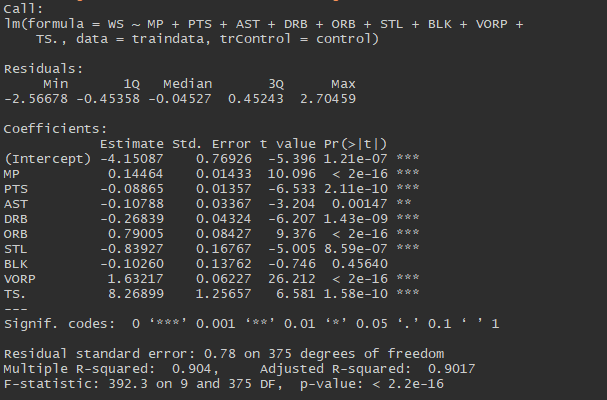 Call:
lm(formula = WS ~ MP + PTS + AST + DRB + ORB + STL + BLK + VORP +
    TS., data = traindata, trControl = control)
Residuals:
     Min       1Q   Median       3Q      Max
-2.56678 -0.45358 -0.04527  0.45243  2.70459
Coefficients:
            Estimate Std. Error t value Pr(>|t|)
(Intercept) -4.15087    0.76926  -5.396 1.21e-07 ***
MP           0.14464    0.01433  10.096  < 2e-16 ***
PTS         -0.08865    0.01357  -6.533 2.11e-10 ***
AST         -0.10788    0.03367  -3.204  0.00147 **
DRB         -0.26839    0.04324  -6.207 1.43e-09 ***
ORB          0.79005    0.08427   9.376  < 2e-16 ***
STL         -0.83927    0.16767  -5.005 8.59e-07 ***
BLK         -0.10260    0.13762  -0.746  0.45640
VORP         1.63217    0.06227  26.212  < 2e-16 ***
TS.          8.26899    1.25657   6.581 1.58e-10 ***
---
Signif. codes:  0 ‘***’ 0.001 ‘**’ 0.01 ‘*’ 0.05 ‘.’ 0.1 ‘ ’ 1
Residual standard error: 0.78 on 375 degrees of freedom
Multiple R-squared:  0.904,     Adjusted R-squared:  0.9017
F-statistic: 392.3 on 9 and 375 DF,  p-value: < 2.2e-16